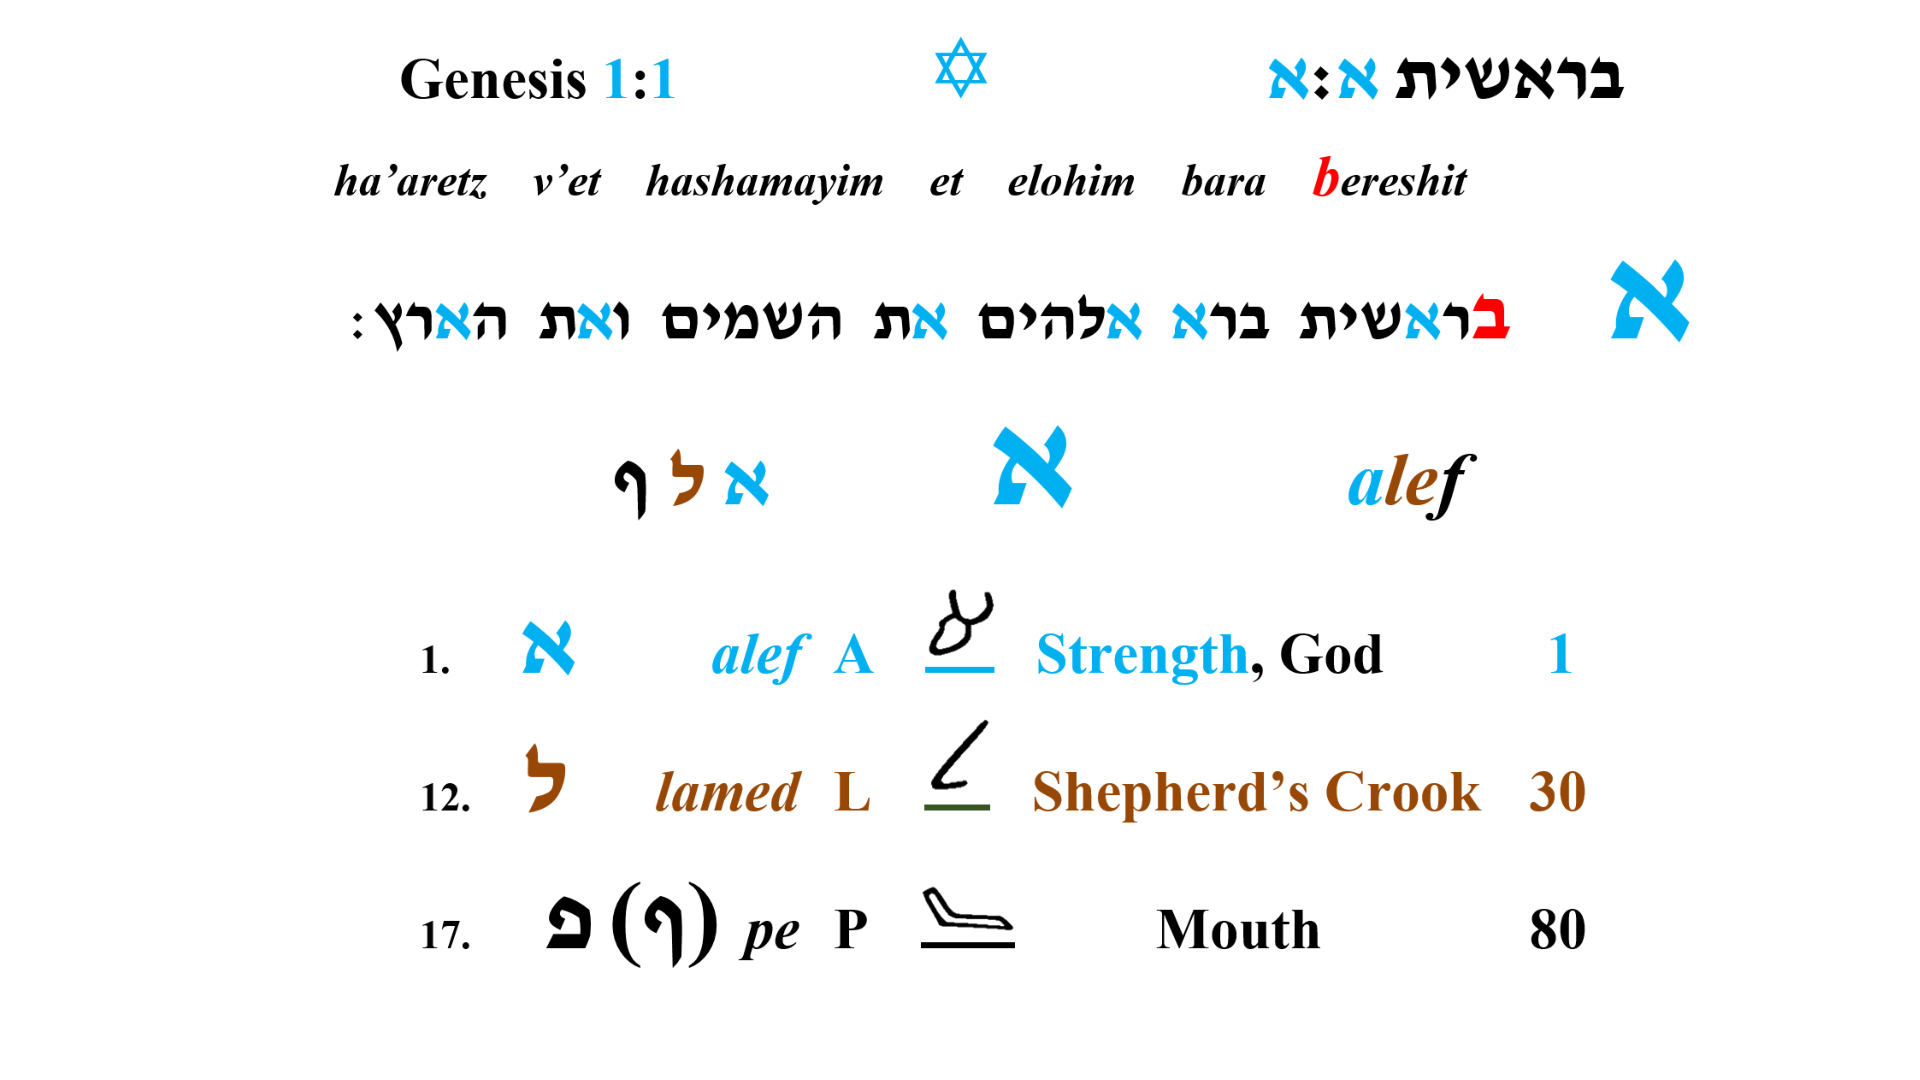 Genesis 1:1 ✡ בראשית א:א
ha’aretz v’et hashamayim et elohim bara bereshit
א בראשית ברא אלהים את השמים ואת הארץ:
א ל ף א alef
1. א alef A Strength, God 1
12. ל lamed L Shepherd’s Crook 30
17. פ (ף) pe P Mouth 80